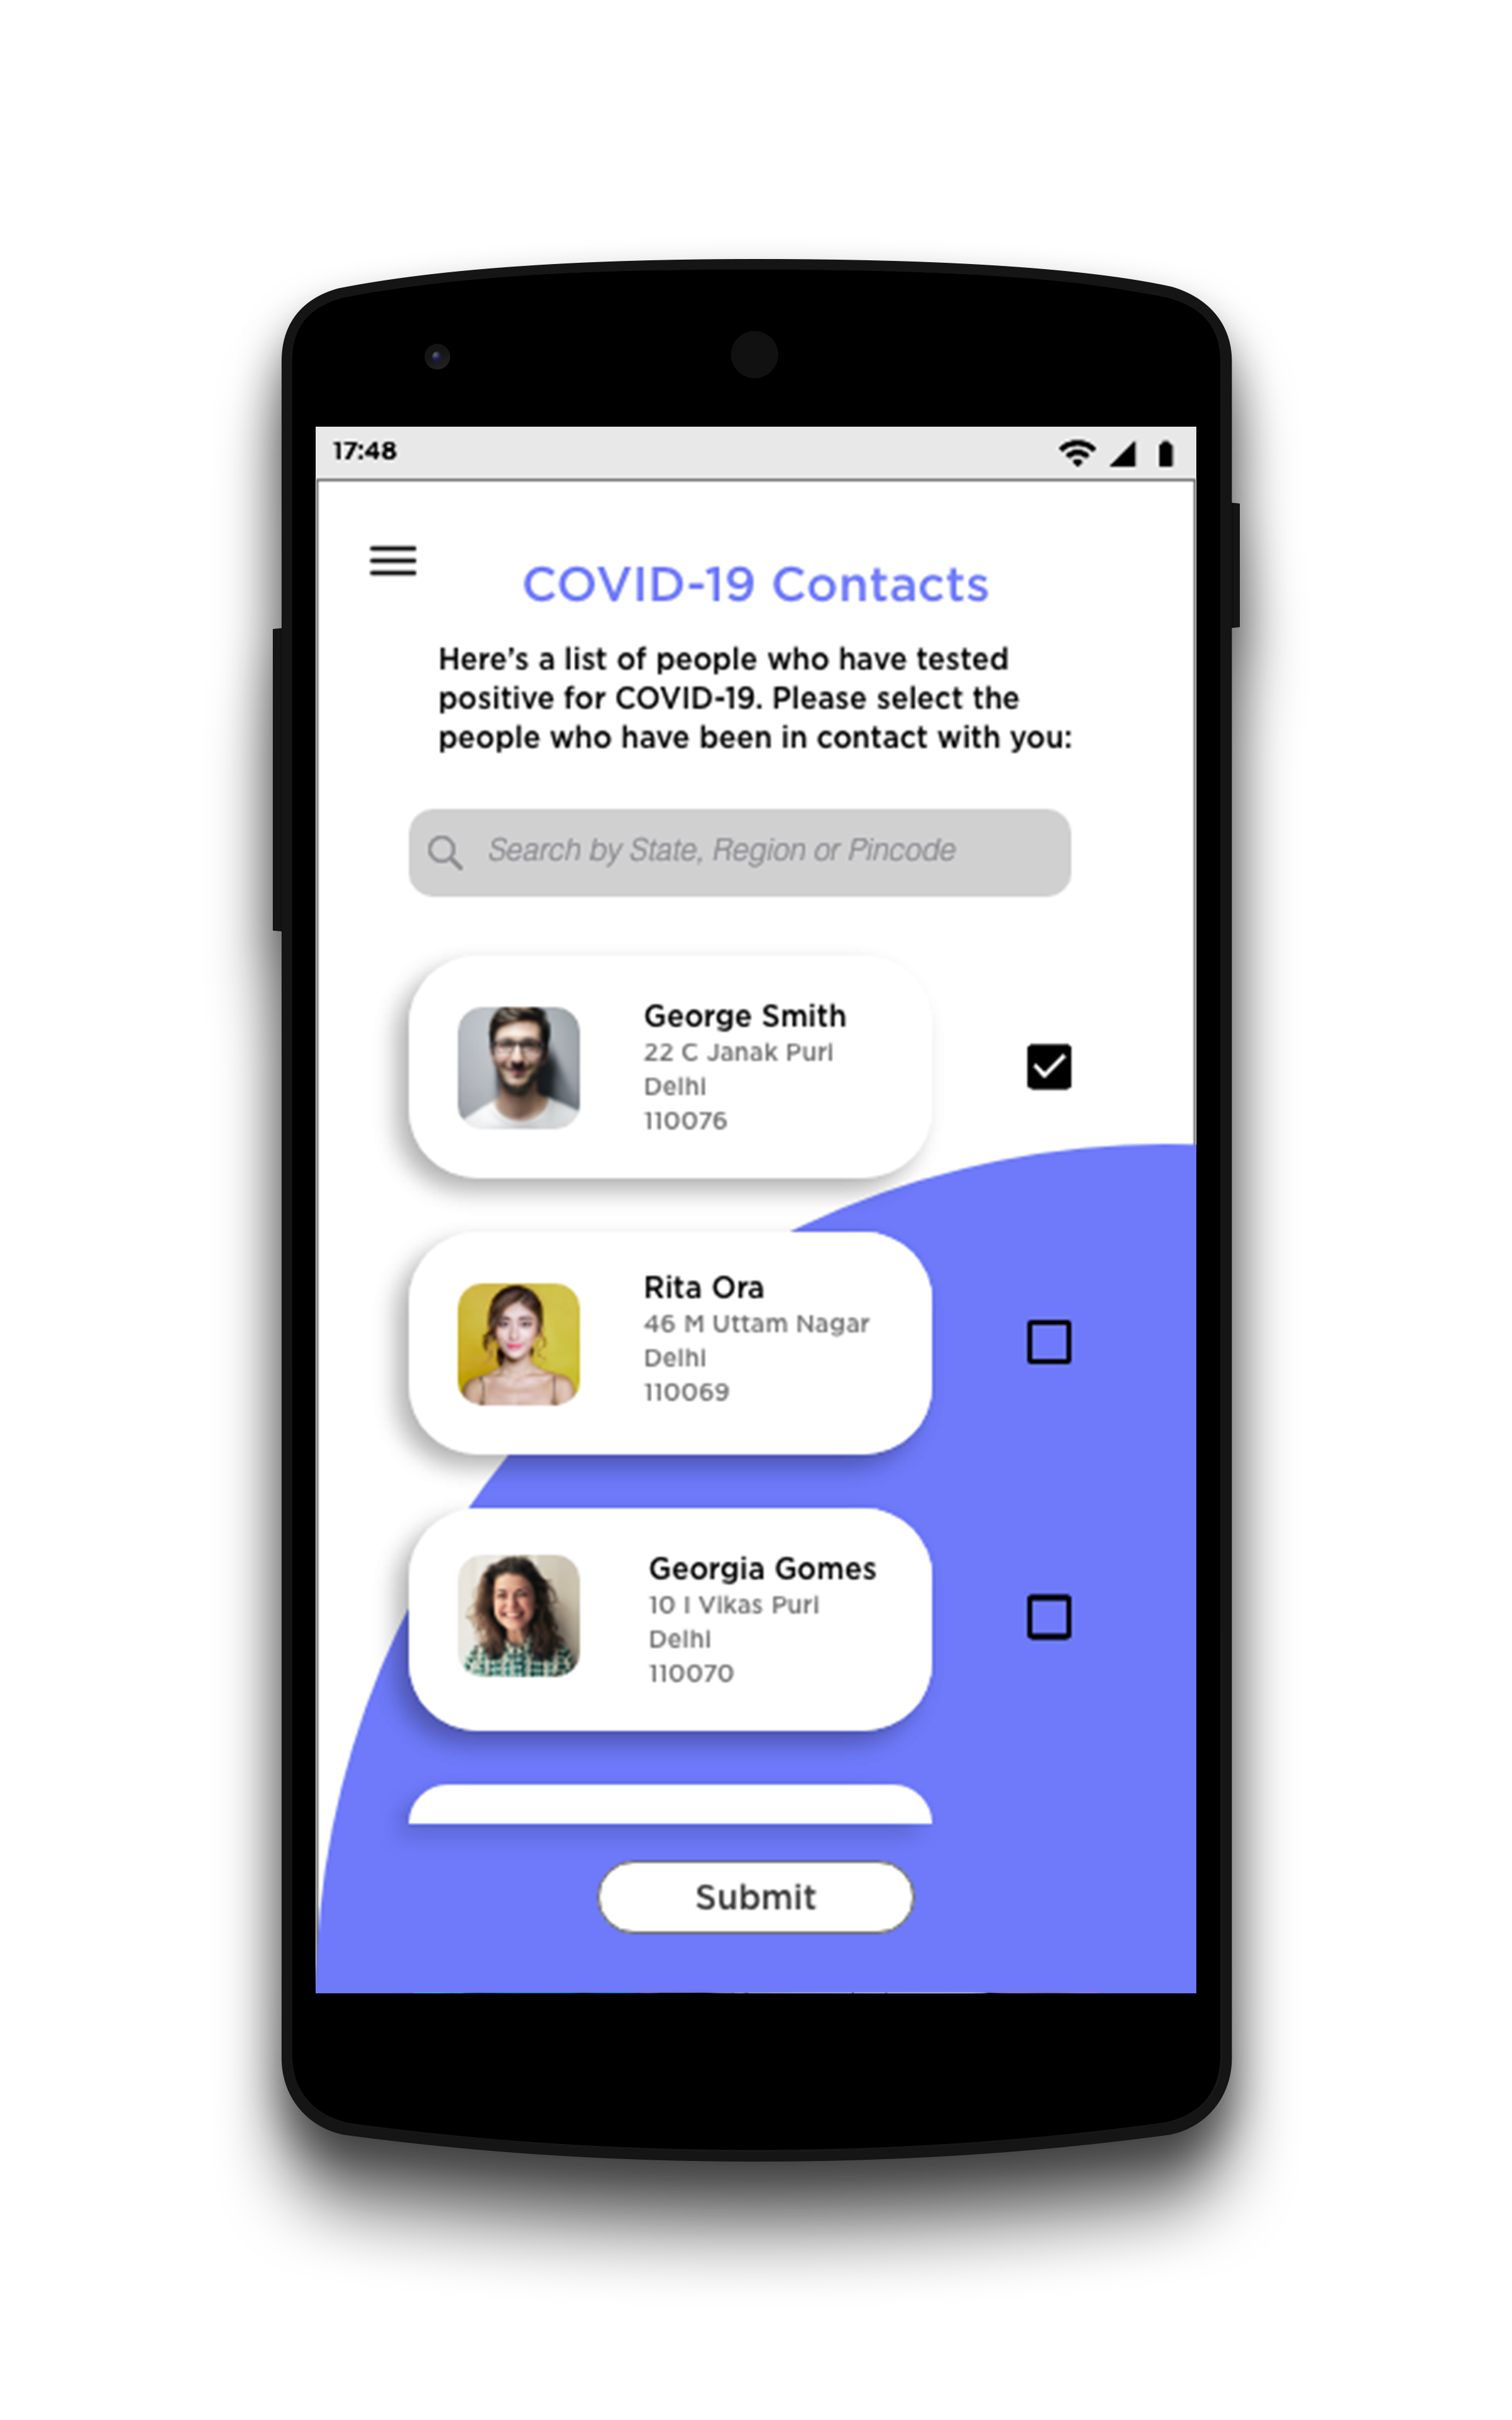 17:48
COVID-19 Contacts
Here's a list of people who have tested
positive for COVID-19. Please select the
people who have been in contact with you:
Search by State, Region or Pincode
George Smith
22 C Janak Puri
Delhi
110076
Rita Ora
46 M Uttam Nagar
Delhi
110069
Georgia Gomes
10 I Vikas Puri
Delhi
110070
Submit